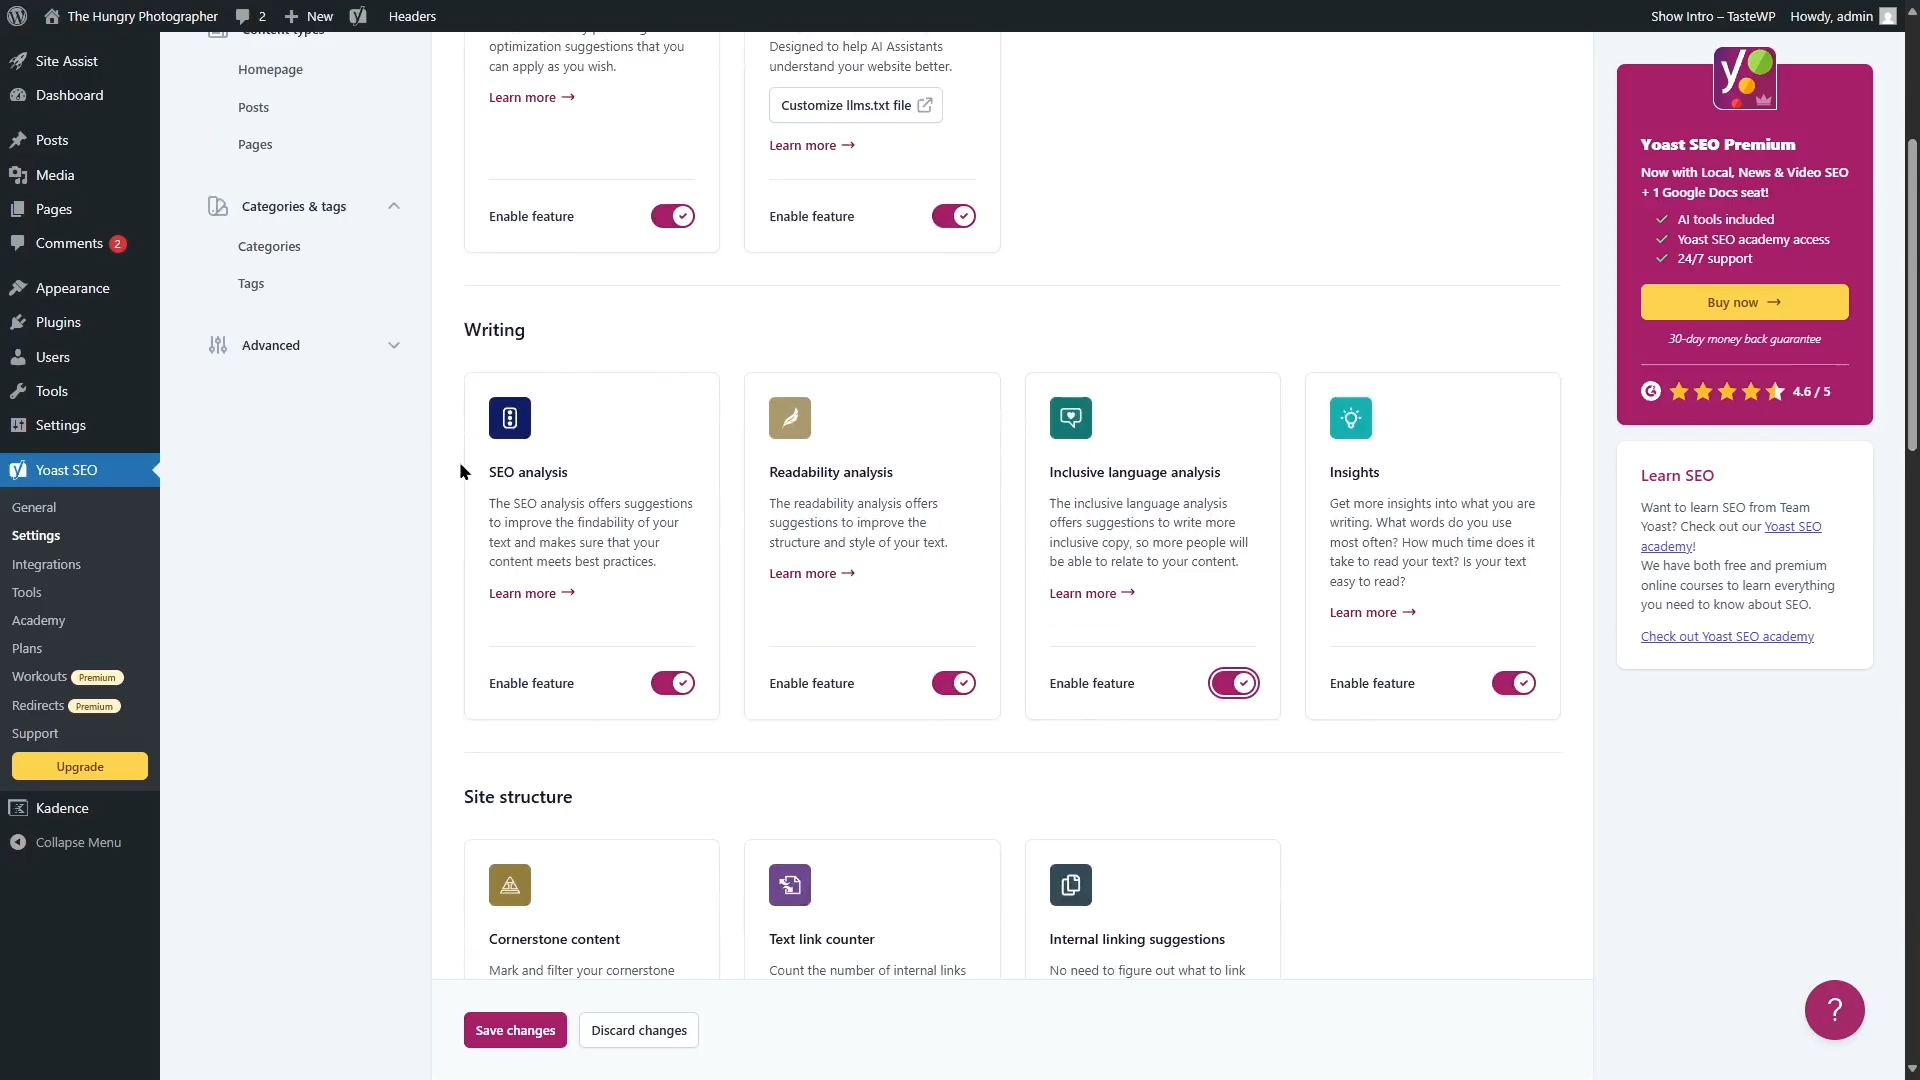 The Hungry Photographer
2
New
Headers
Show Intro – TasteWP
Howdy, admin
Site Assist
Dashboard
Posts
Media
Pages
Comments 2
Appearance
Plugins
Users
Tools
Settings
Yoast SEO
General
Settings
Integrations
Tools
Academy
Plans
Workouts Premium
Redirects Premium
Support
Upgrade
Kadence
Collapse Menu
Content types
Homepage
Posts
Pages
Categories & tags
Categories
Tags
Advanced
optimization suggestions that you
can apply as you wish.
Learn more →
Enable feature
Designed to help AI Assistants
understand your website better.
Customize llms.txt file
Learn more →
Enable feature
Writing
SEO analysis
The SEO analysis offers suggestions
to improve the findability of your
text and makes sure that your
content meets best practices.
Learn more →
Enable feature
Readability analysis
The readability analysis offers
suggestions to improve the
structure and style of your text.
Learn more →
Enable feature
Inclusive language analysis
The inclusive language analysis
offers suggestions to write more
inclusive copy, so more people will
be able to relate to your content.
Learn more →
Enable feature
Insights
Get more insights into what you are
writing. What words do you use
most often? How much time does it
take to read your text? Is your text
easy to read?
Learn more →
Enable feature
Site structure
Cornerstone content
Mark and filter your cornerstone
Text link counter
Count the number of internal links
Internal linking suggestions
No need to figure out what to link
Save changes
Discard changes
Yoast SEO Premium
Now with Local, News & Video SEO
+ 1 Google Docs seat!
AI tools included
Yoast SEO academy access
24/7 support
Buy now →
30-day money back guarantee
4.6 / 5
Learn SEO
Want to learn SEO from Team
Yoast? Check out our Yoast SEO
academy!
We have both free and premium
online courses to learn everything
you need to know about SEO.
Check out Yoast SEO academy
?